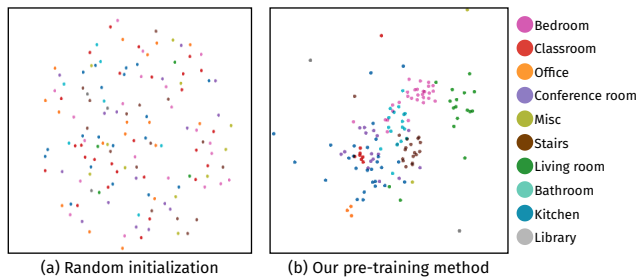 Bedroom
Classroom
Office
Conference room
Misc
Stairs
Living room
Bathroom
Kitchen
Library
(a) Random initialization
(b) Our pre-training method